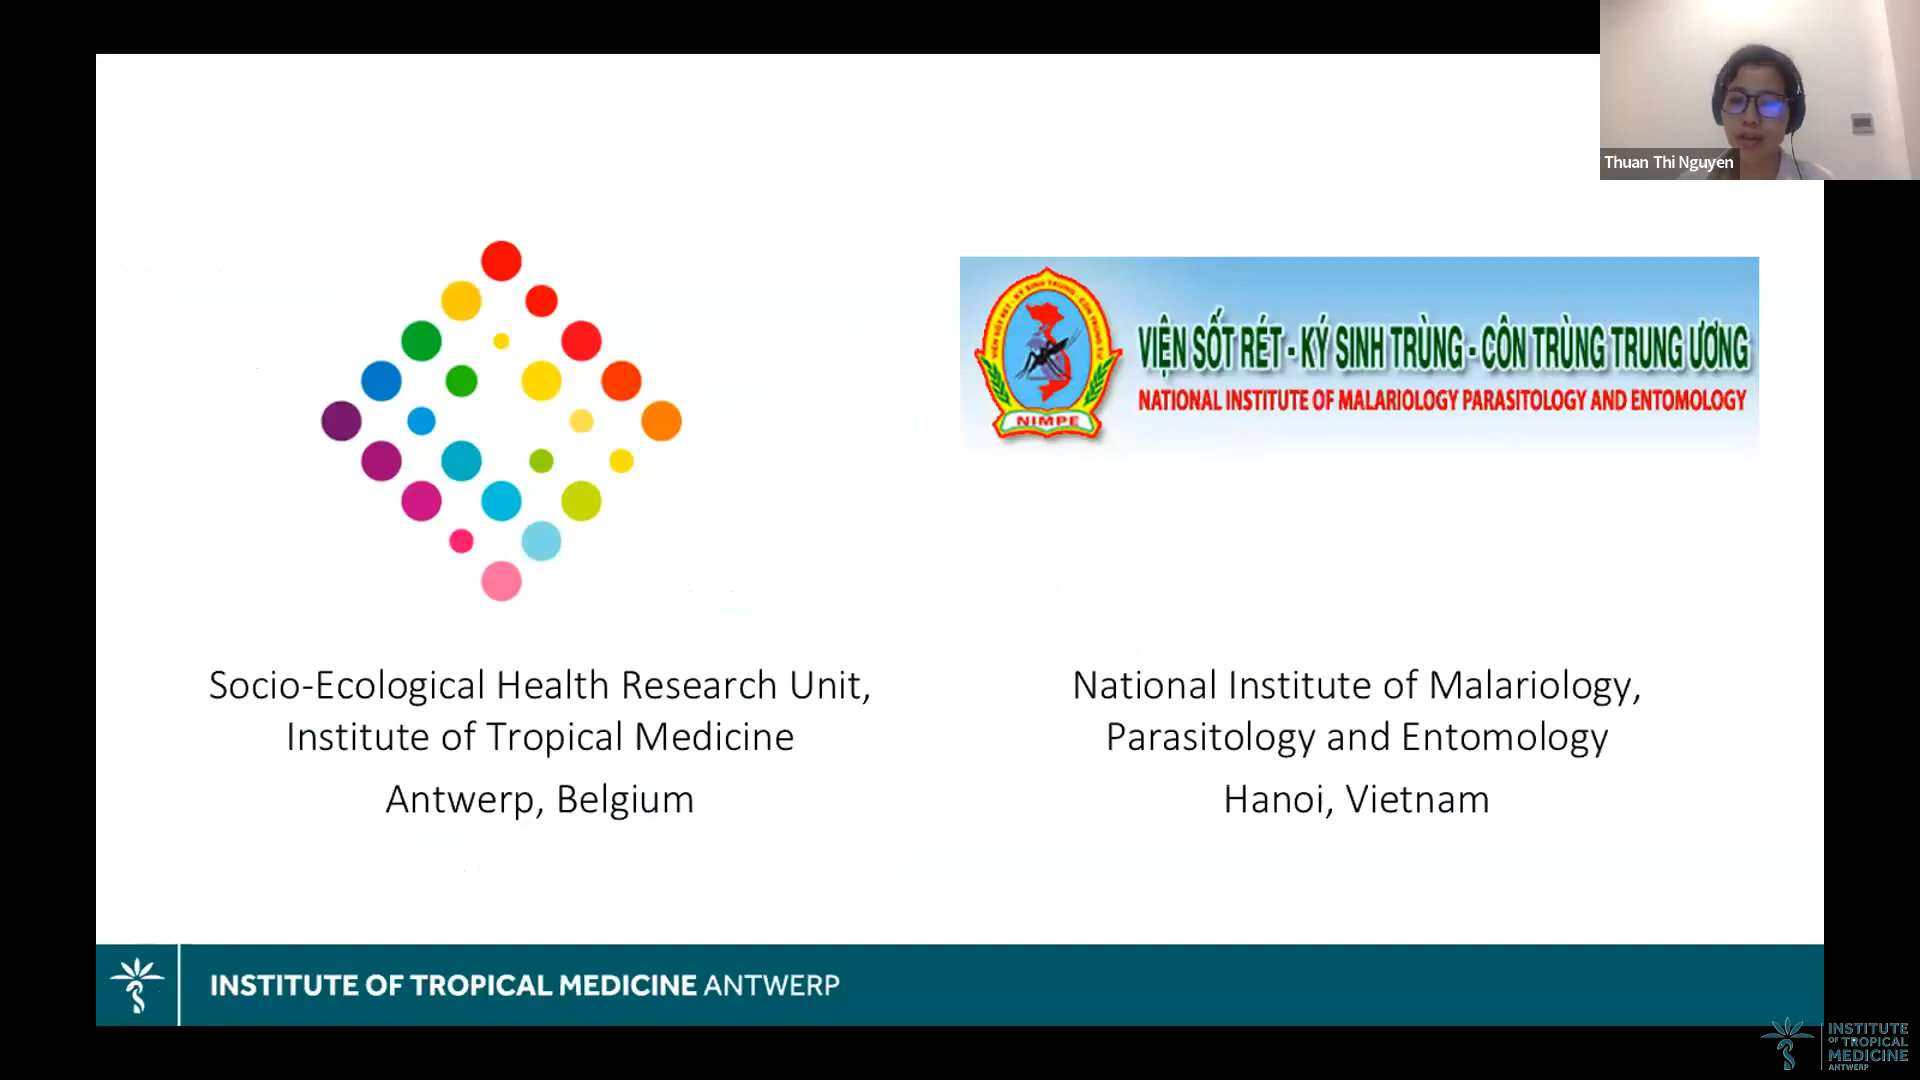 Thuan Thi Nguyen
VIỆN SỐT RÉT - KÝ SINH TRÙNG - CÔN TRÙNG TRUNG ƯƠNG
NATIONAL INSTITUTE OF MALARIOLOGY PARASITOLOGY AND ENTOMOLOGY
NIMPE
Socio-Ecological Health Research Unit,
Institute of Tropical Medicine
Antwerp, Belgium
National Institute of Malariology,
Parasitology and Entomology
Hanoi, Vietnam
INSTITUTE OF TROPICAL MEDICINE ANTWERP
INSTITUTE
OF TROPICAL
MEDICINE
ANTWERP